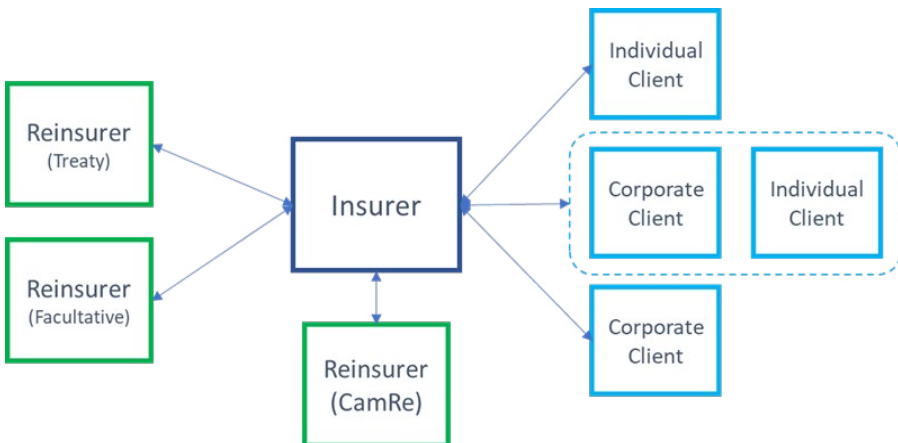 Individual
Client
Reinsurer
(Treaty)
Insurer
Corporate
Client
Individual
Client
Reinsurer
(Facultative)
Corporate
Client
Reinsurer
(CamRe)